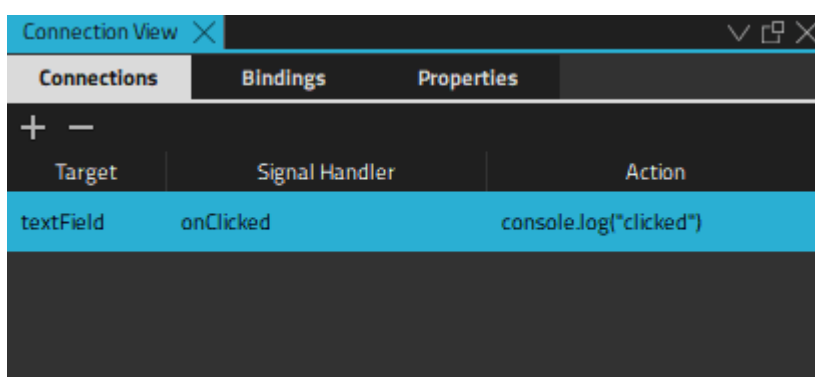 Connection View
Connections Bindings Properties
Target Signal Handler Action
textField onClicked console.log("clicked")